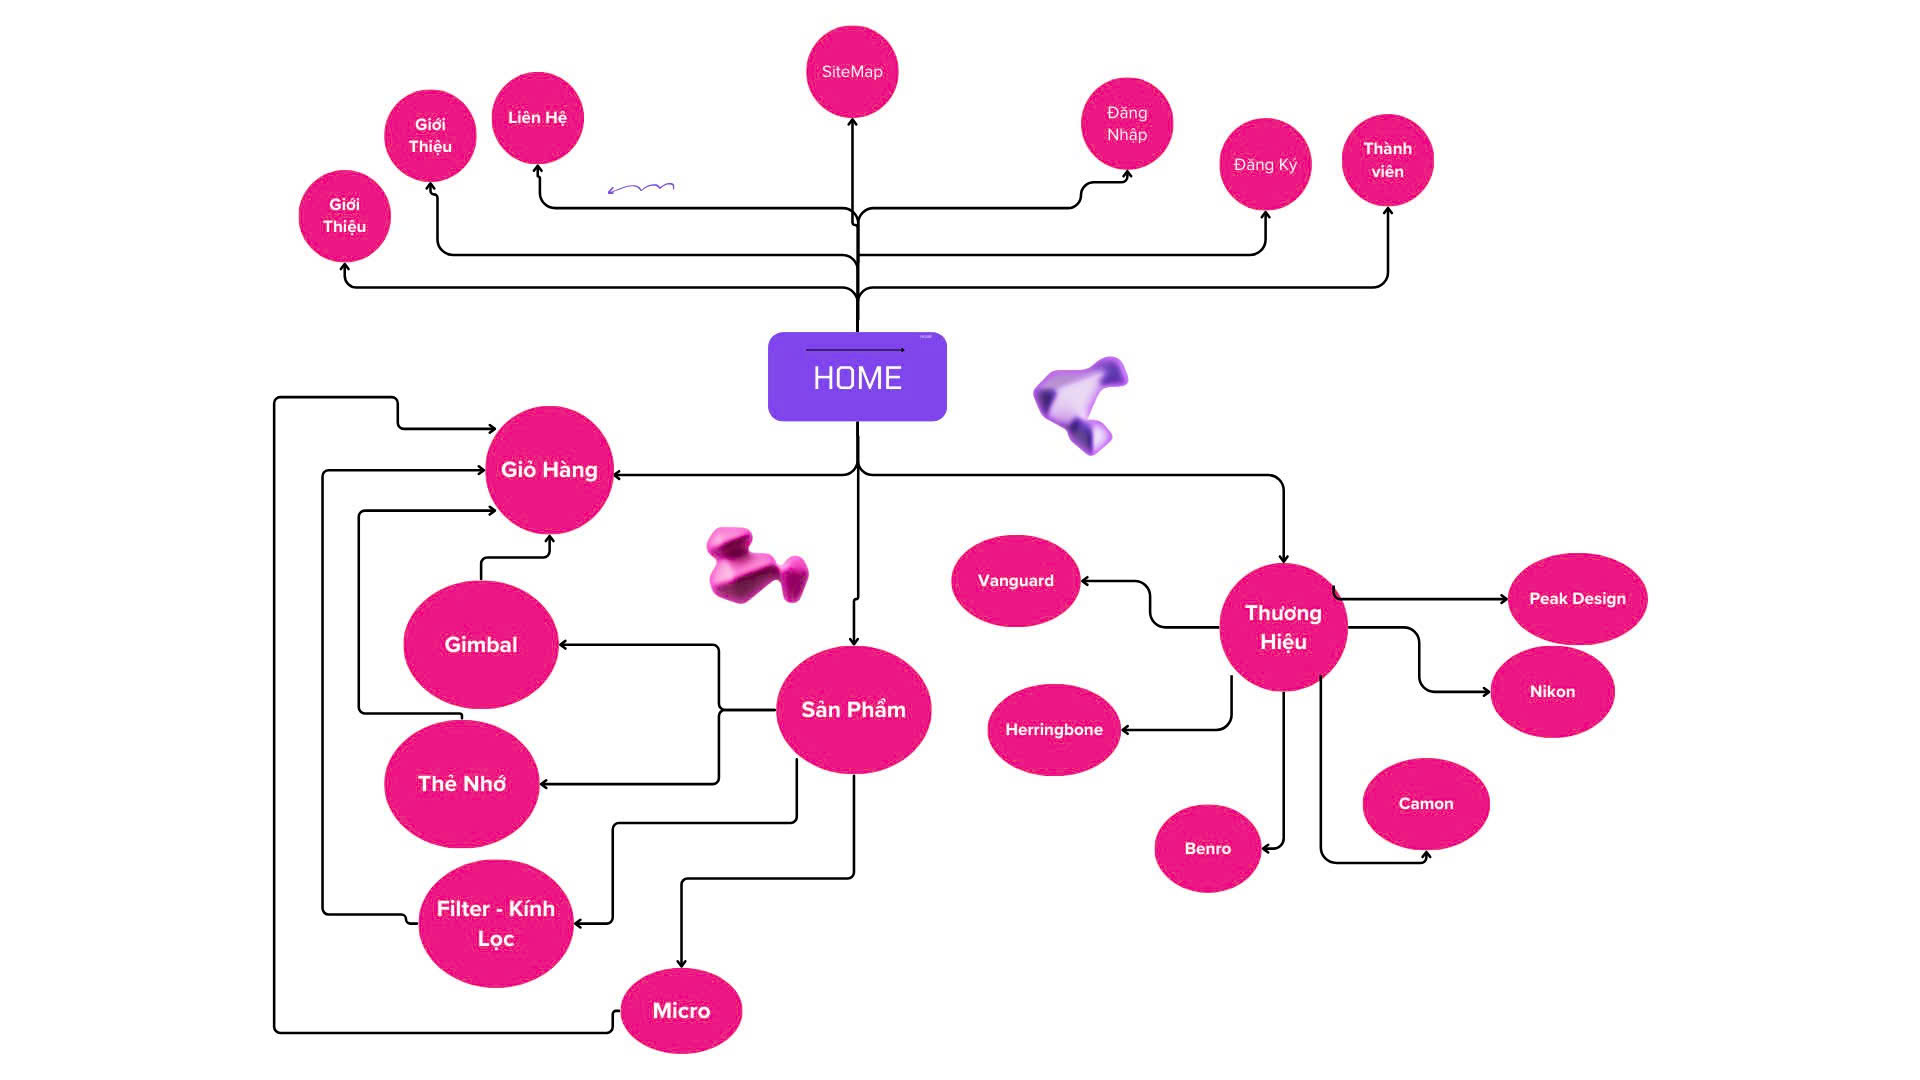 SiteMap
Liên Hệ
Giới
Thiệu
Đăng
Nhập
Đăng Ký
Thành
viên
Giới
Thiệu
HOME
Giỏ Hàng
Vanguard
Peak Design
Thương
Hiệu
Gimbal
Nikon
Sản Phẩm
Herringbone
Thẻ Nhớ
Camon
Benro
Filter - Kính
Lọc
Micro